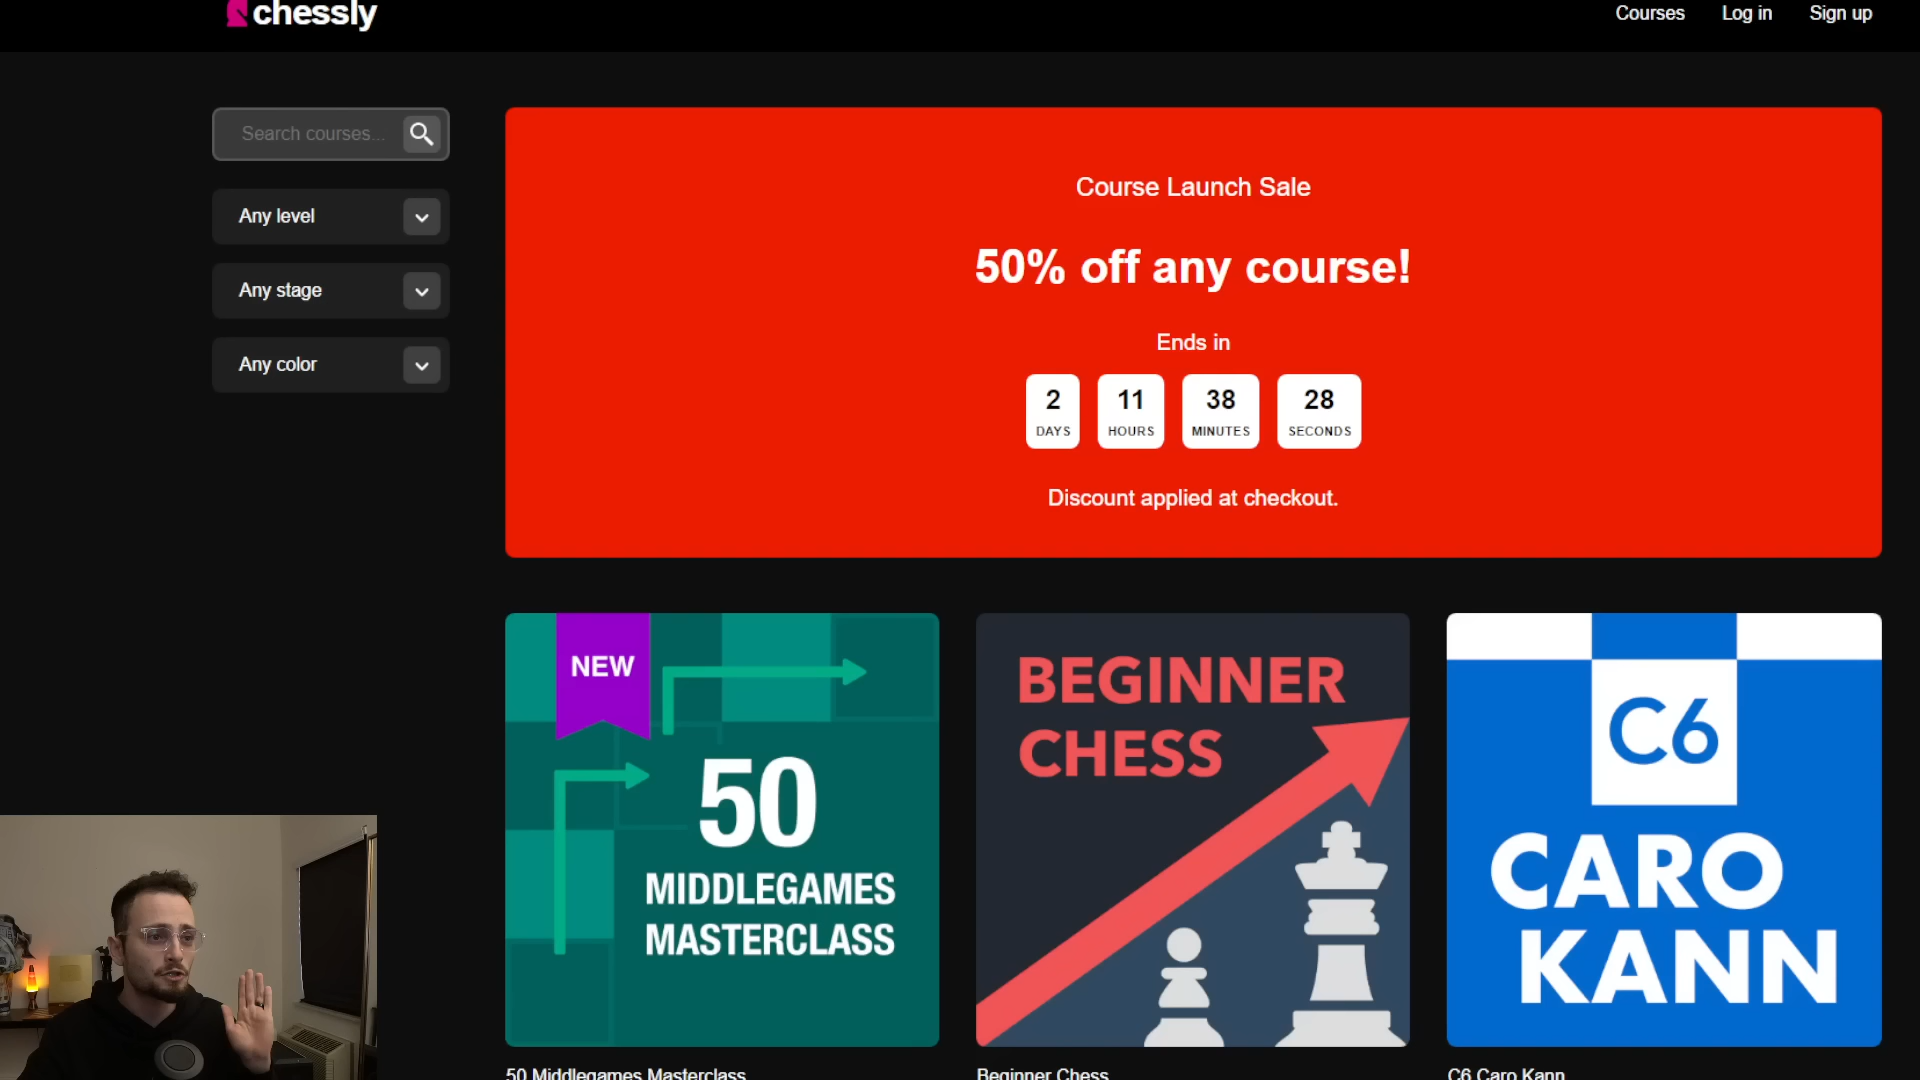 chessly
Courses
Log in
Sign up
Search courses...
Any level
Any stage
Any color
Course Launch Sale
50% off any course!
Ends in
2 11 38 28
DAYS HOURS MINUTES SECONDS
Discount applied at checkout.
NEW
50
MIDDLEGAMES
MASTERCLASS
BEGINNER
CHESS
C6
CARO
KANN
50 Middlegames Masterclass
Beginner Chess
C6 Caro Kann